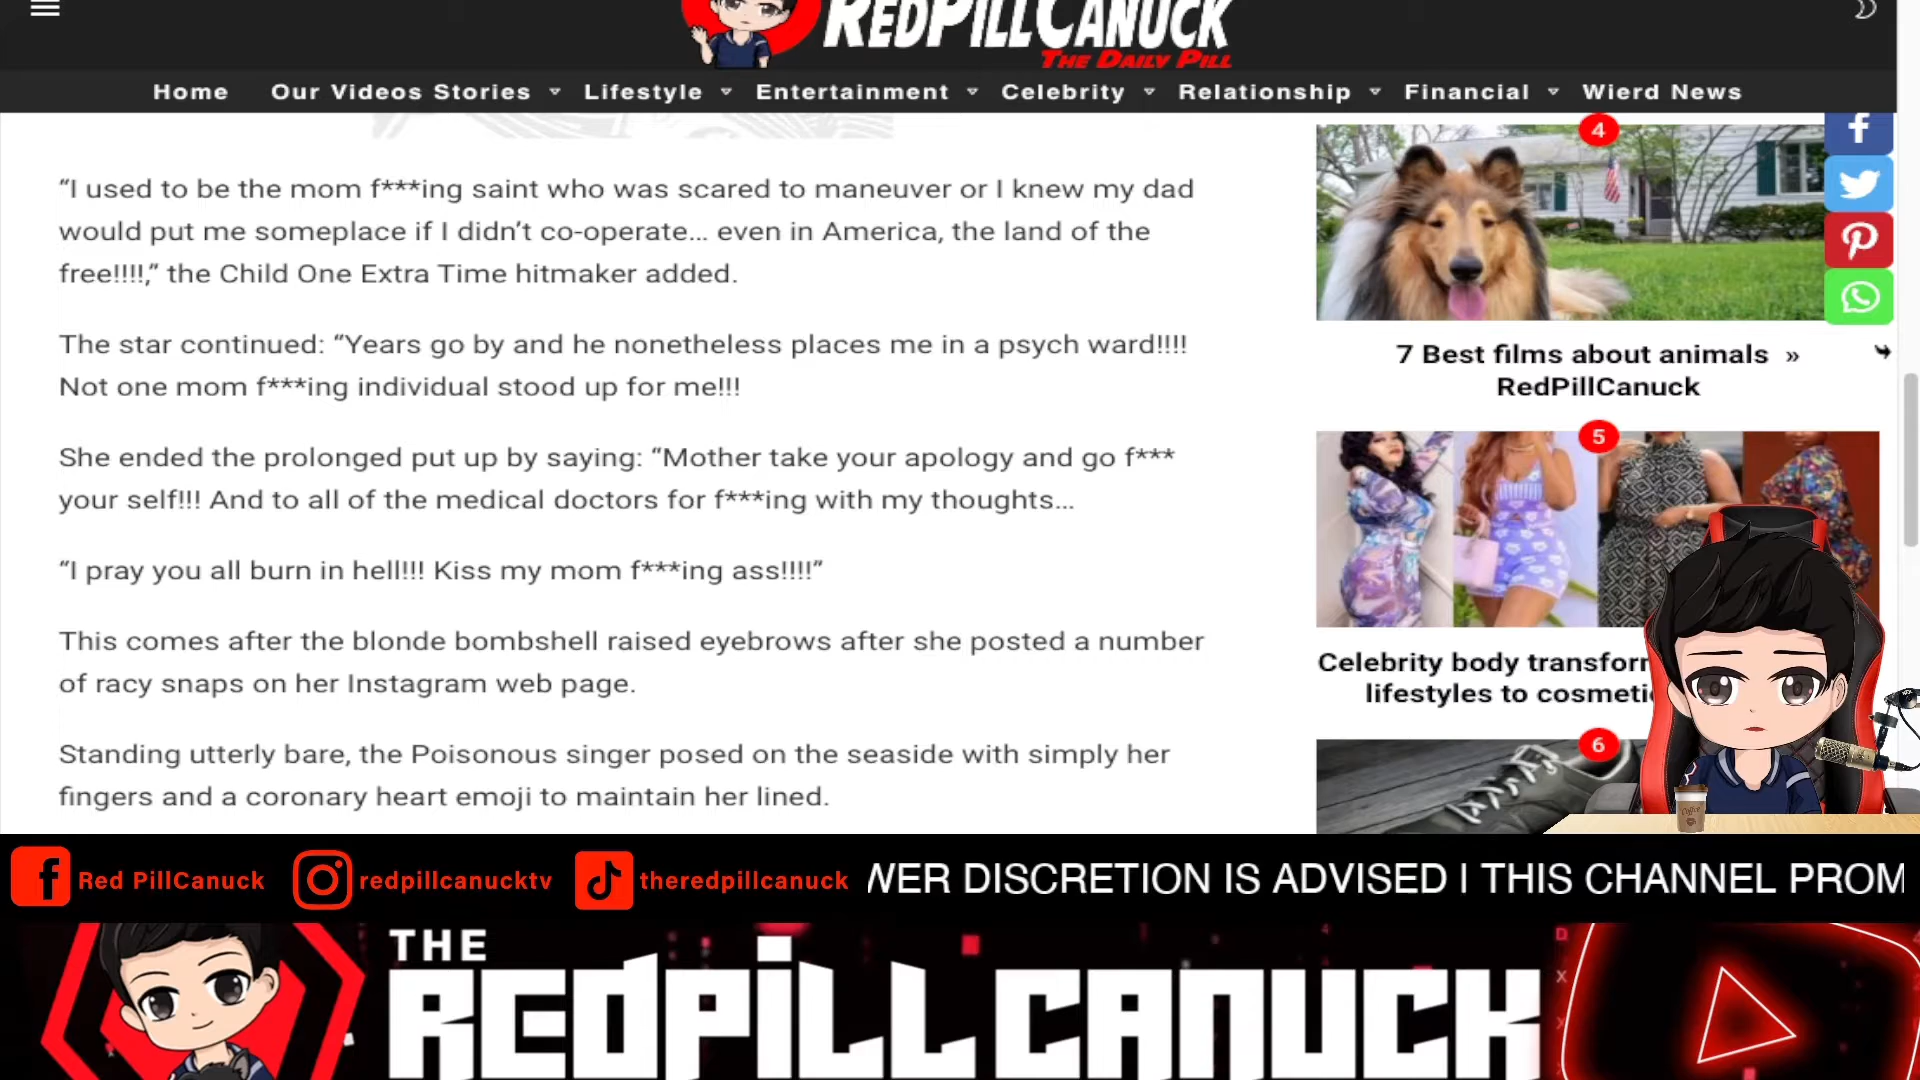 REDPILLCANUCK
THE DAILY PILL
Home Our Videos Stories Lifestyle Entertainment Celebrity Relationship Financial Wierd News
“I used to be the mom f***ing saint who was scared to maneuver or I knew my dad
would put me someplace if I didn’t co-operate… even in America, the land of the
free!!!!,” the Child One Extra Time hitmaker added.
The star continued: “Years go by and he nonetheless places me in a psych ward!!!!
Not one mom f***ing individual stood up for me!!!
She ended the prolonged put up by saying: “Mother take your apology and go f***
your self!!! And to all of the medical doctors for f***ing with my thoughts…
“I pray you all burn in hell!!! Kiss my mom f***ing ass!!!!”
This comes after the blonde bombshell raised eyebrows after she posted a number
of racy snaps on her Instagram web page.
Standing utterly bare, the Poisonous singer posed on the seaside with simply her
fingers and a coronary heart emoji to maintain her lined.
4
7 Best films about animals »
RedPillCanuck
5
Celebrity body transfor
lifestyles to cosmeti
6
Red PillCanuck redpillcanucktv theredpillcanuck WER DISCRETION IS ADVISED | THIS CHANNEL PROM
THE
REDPILLCANUCK